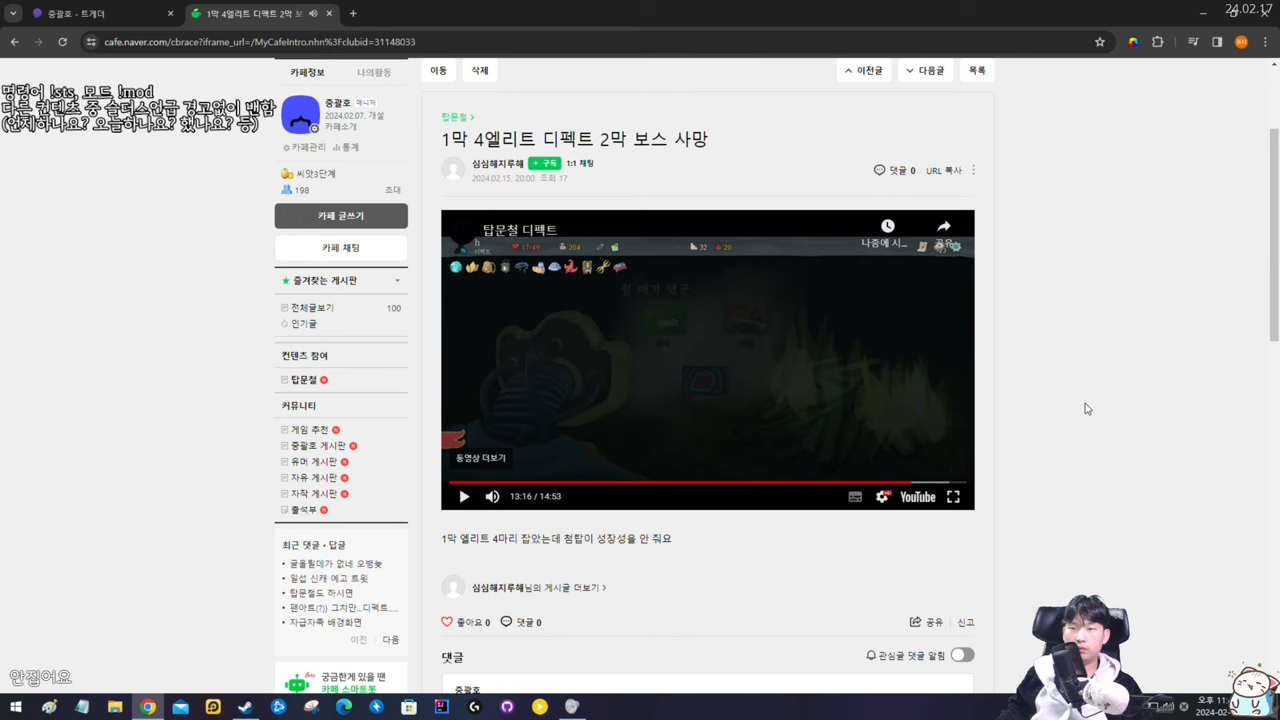 24.02.17
중괄호 - 트게더
1막 4엘리트 디펙트 2막 보스
cafe.naver.com/cbrace?iframe_url=/MyCafeIntro.nhn%3Fclubid=31148033
명령어 !sts, 모드 !mod
다른 컨텐츠 중 슬더스언급 경고없이 밴함
(언제하나요? 오늘하나요? 했나요? 등)
카페정보
나의활동
중괄호 매니저
2024.02.07. 개설
카페소개
카페관리
통계
씨앗3단계
198
초대
카페 글쓰기
카페 채팅
즐겨찾는 게시판
전체글보기 100
인기글
컨텐츠 참여
탑문철
커뮤니티
게임 추천
중괄호 게시판
유머 게시판
자유 게시판
자작 게시판
출석부
최근 댓글 · 답글
글올릴데가 없네 오뱅놎
일섭 신캐 예고 트윗
탑문철도 하시면
팬아트(?)) 그치만...디펙트....
자급자족 배경화면
이전
다음
궁금한게 있을 땐
카페 스마트봇
이동
삭제
이전글
다음글
목록
탑문철 >
1막 4엘리트 디펙트 2막 보스 사망
심심해지루해 + 구독 1:1 채팅
2024.02.15. 20:00 조회 17
댓글 0
URL 복사
탑문철 디펙트
h
디펙트
17/49
204
32
20
나중에 시...
공유
동영상 더보기
13:16 / 14:53
YouTube
1막 엘리트 4마리 잡았는데 첨탑이 성장성을 안 줘요
심심해지루해님의 게시글 더보기 >
좋아요 0
댓글 0
공유
신고
댓글
관심글 댓글 알림
중괄호
안집어요